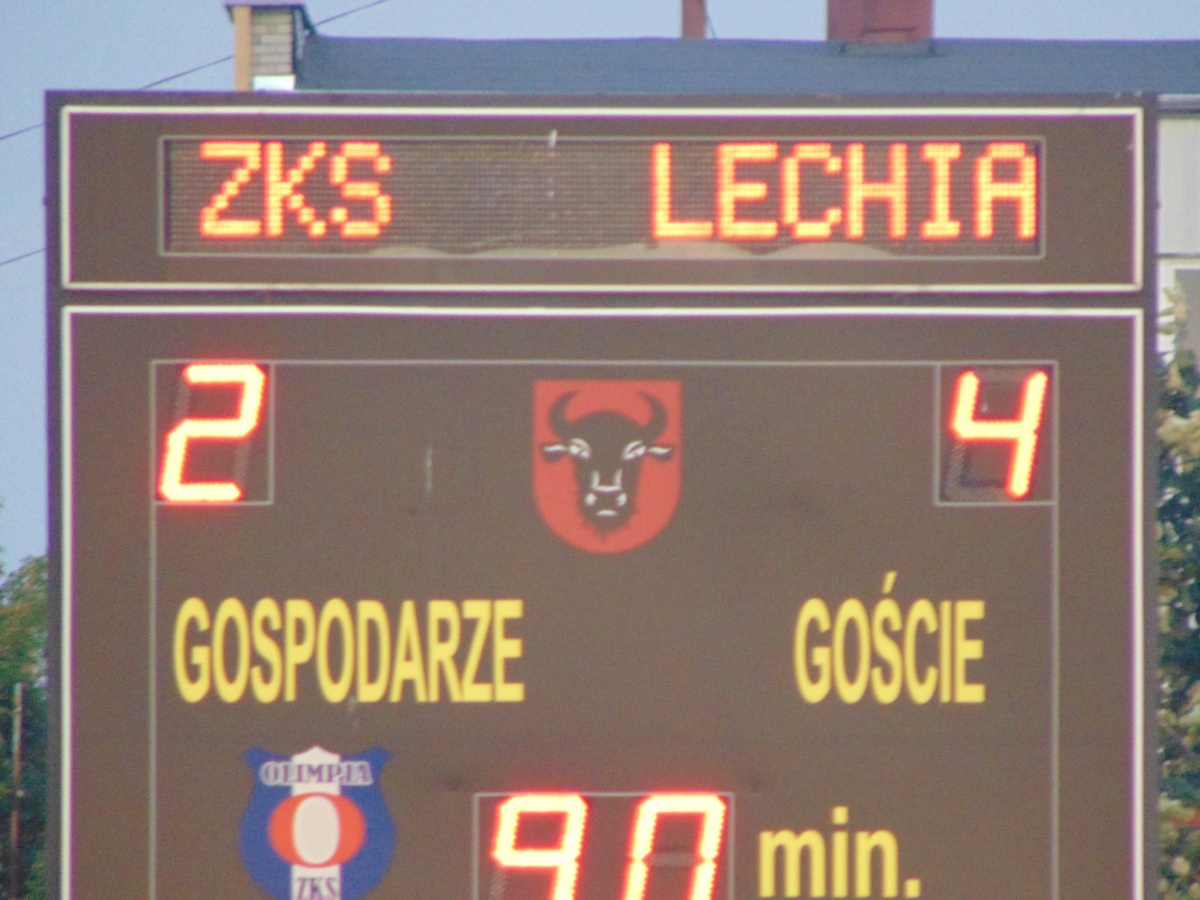 ZKS LECHIA
2 4
GOSPODARZE GOŚCIE
OLIMPIA
ZKS
90 min.